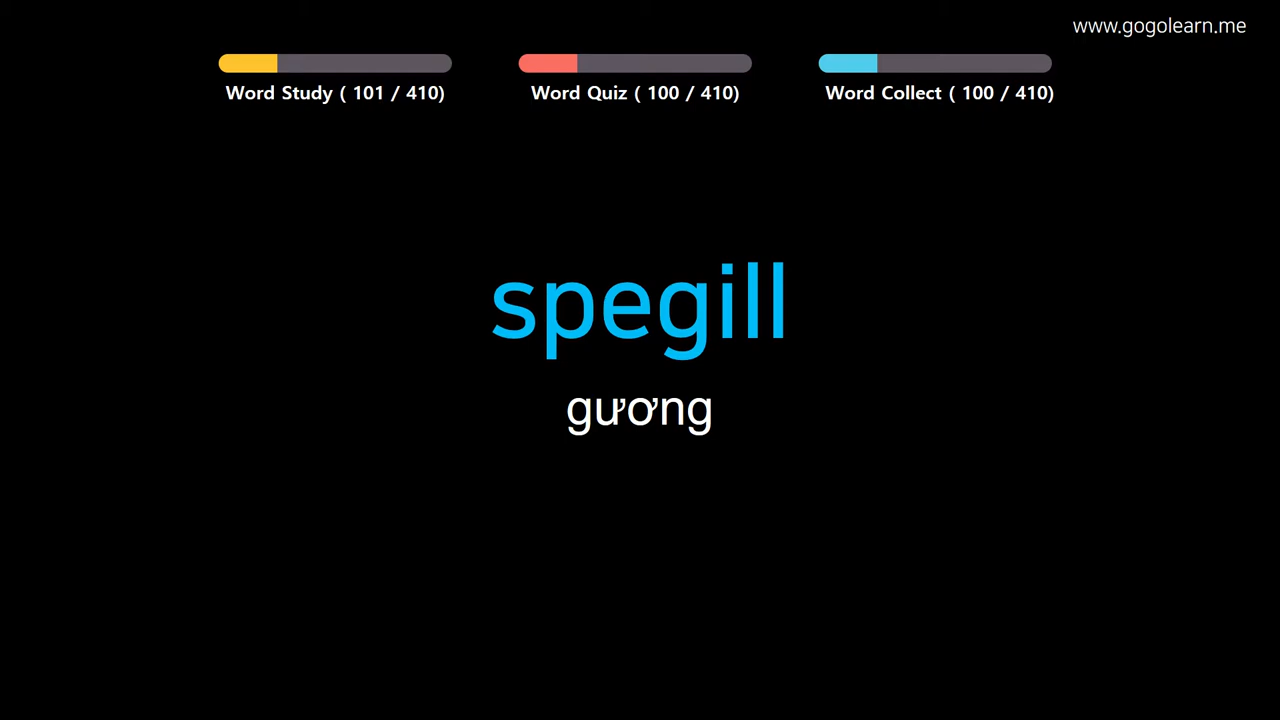 www.gogolearn.me
Word Study ( 101 / 410)
Word Quiz ( 100 / 410)
Word Collect ( 100 / 410)
spegill
gương